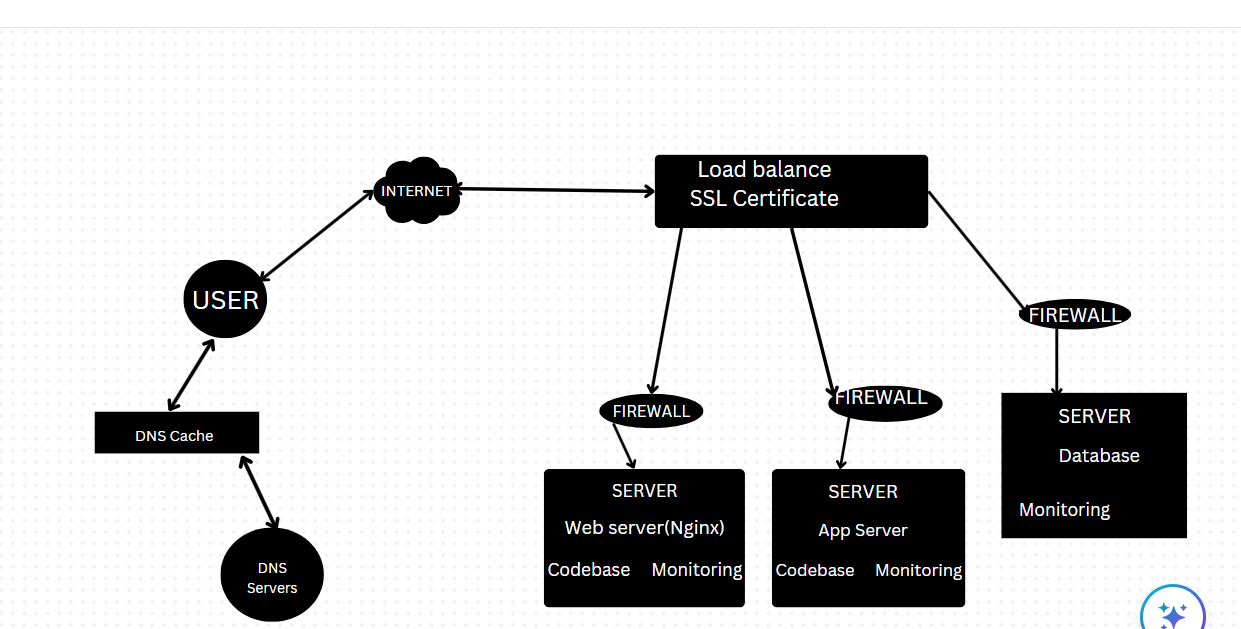 Load balance
SSL Certificate
INTERNET
USER
FIREWALL
FIREWALL
FIREWALL
DNS Cache
DNS
Servers
SERVER
Web server(Nginx)
Codebase Monitoring
SERVER
App Server
Codebase Monitoring
SERVER
Database
Monitoring